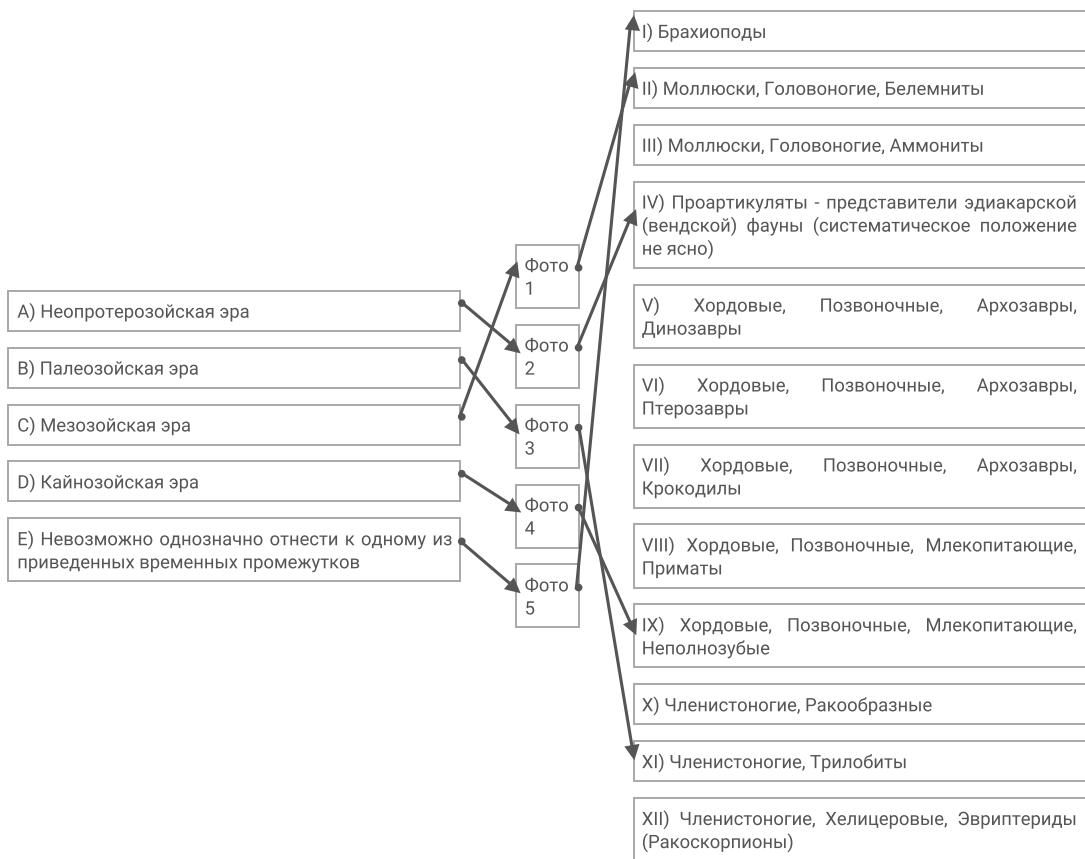 A) Неопротерозойская эра
B) Палеозойская эра
C) Мезозойская эра
D) Кайнозойская эра
E) Невозможно однозначно отнести к одному из
приведенных временных промежутков
Фото
1
Фото
2
Фото
3
Фото
4
Фото
5
I) Брахиоподы
II) Моллюски, Головоногие, Белемниты
III) Моллюски, Головоногие, Аммониты
IV) Проартикуляты - представители эдиакарской
(вендской) фауны (систематическое положение
не ясно)
V) Хордовые, Позвоночные, Архозавры,
Динозавры
VI) Хордовые, Позвоночные, Архозавры,
Птерозавры
VII) Хордовые, Позвоночные, Архозавры,
Крокодилы
VIII) Хордовые, Позвоночные, Млекопитающие,
Приматы
IX) Хордовые, Позвоночные, Млекопитающие,
Неполнозубые
X) Членистоногие, Ракообразные
XI) Членистоногие, Трилобиты
XII) Членистоногие, Хелицеровые, Эвриптериды
(Ракоскорпионы)